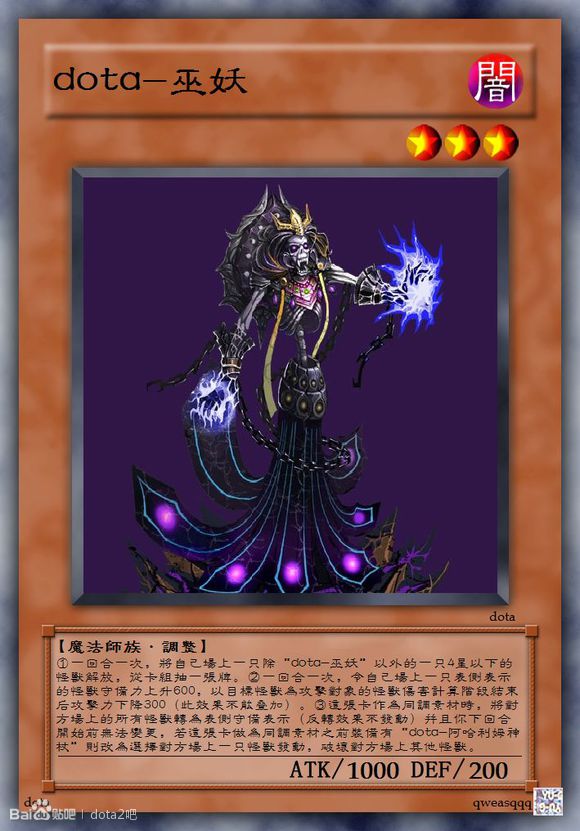 dota-巫妖
闇
dota
【魔法師族·調整】
①一回合一次，將自己場上一只除“dota-巫妖”以外的一只4星以下的
怪獸解放，從卡組抽一張牌。②一回合一次，令自己場上一只表側表示
的怪獸守備力上升600，以目標怪獸為攻擊對象的怪獸傷害計算階段結束
后攻擊力下降300（此效果不能叠加）。③這張卡作為同調素材時，將對
方場上的所有怪獸轉為表側守備表示（反轉效果不發動）并且你下回合
開始前無法變更，若這張卡做為同調素材之前裝備有“dota-阿哈利姆神
杖”則改為選擇對方場上一只怪獸發動，破壞對方場上其他怪獸。
ATK/1000 DEF/200
qweasqqq
Bai貼吧 | dota2吧